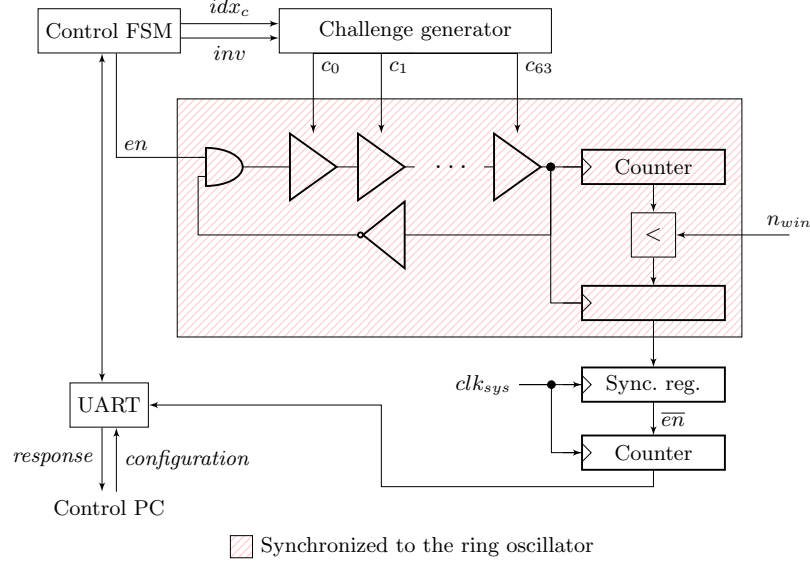 Control FSM
idx_c
inv
Challenge generator
c_0
c_1
c_63
en
· · ·
Counter
n_win
<
clk_sys
Sync. reg.
UART
e̅n̅
response
configuration
Counter
Control PC
Synchronized to the ring oscillator